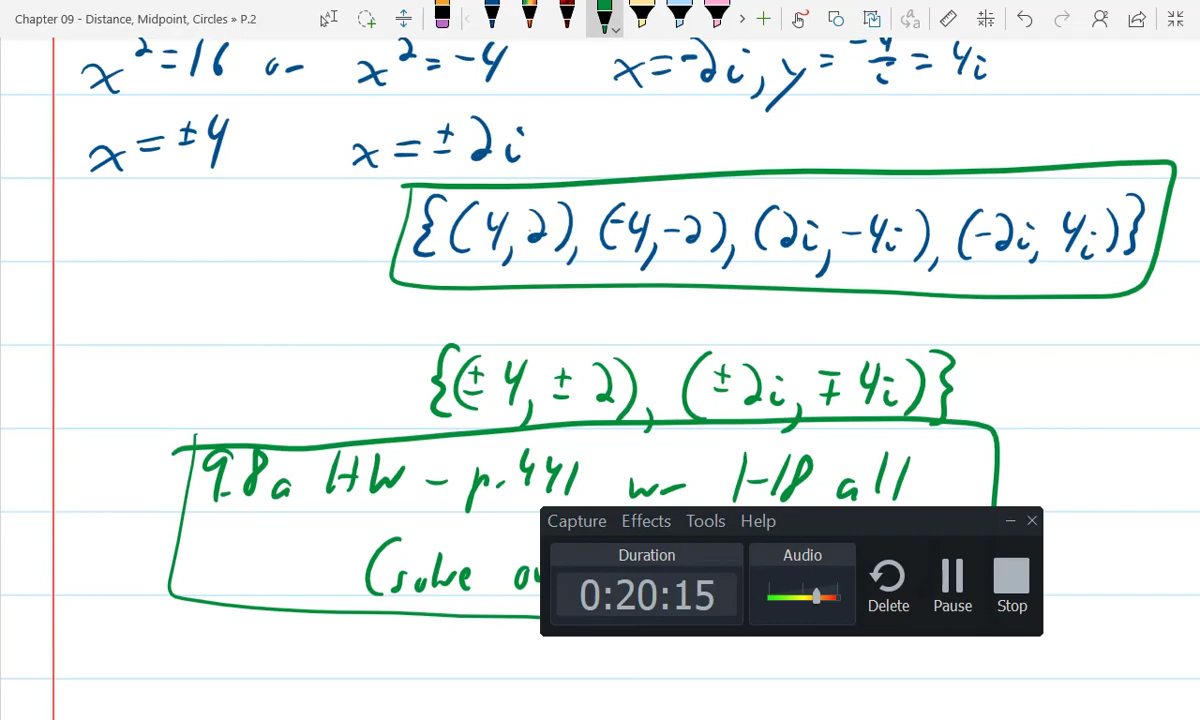 Chapter 09 - Distance, Midpoint, Circles » P.2
x² = 16 or x² = -4 x = -2i, y = -4/i = 4i
x = ±4 x = ±2i
{(4,2), (-4,-2), (2i, -4i), (-2i, 4i)}
{(±4, ±2), (±2i, ∓4i)}
9.8a HW - p. 441 1-18 all
(solve
Capture Effects Tools Help
Duration Audio
0:20:15
Delete Pause Stop